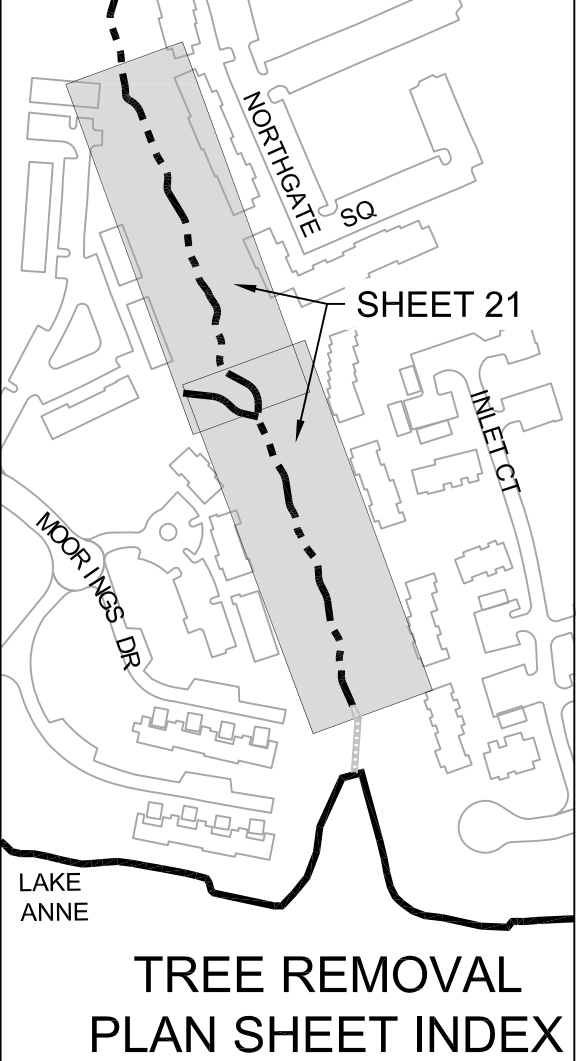 NORTHGATE
SQ
SHEET 21
INLET CT
MOORINGS DR
LAKE
ANNE
TREE REMOVAL
PLAN SHEET INDEX